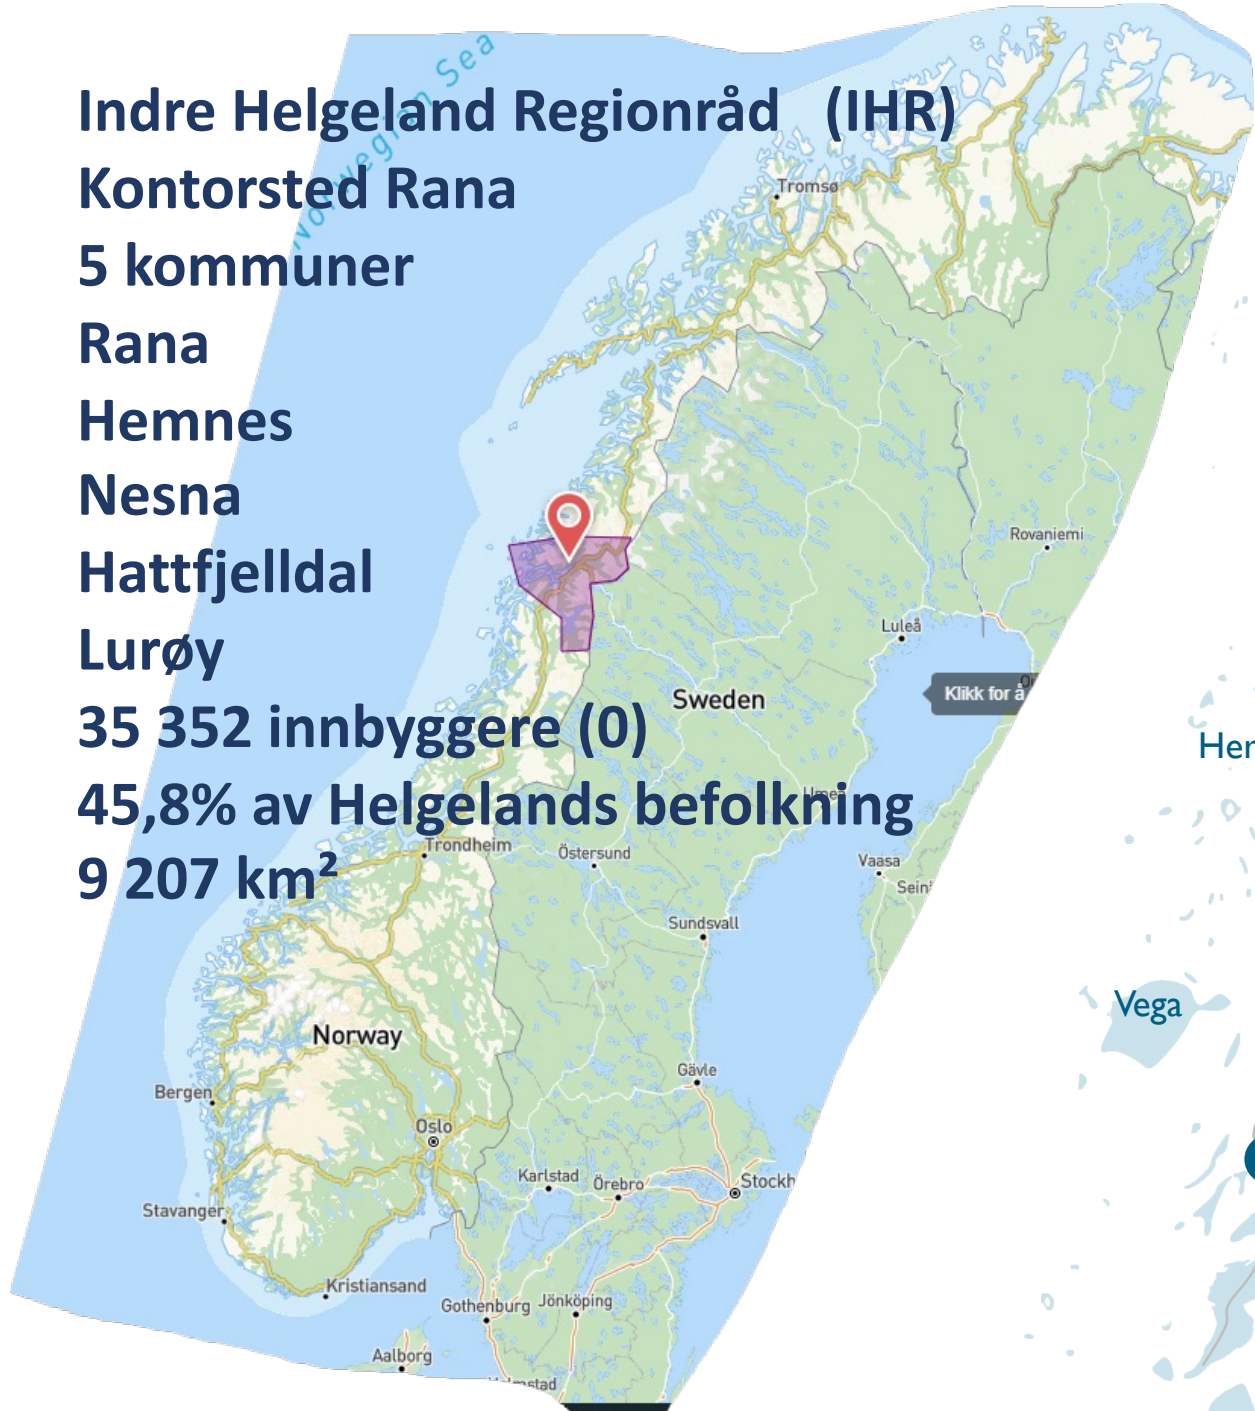 Indre Helgeland Regionråd (IHR)
Kontorsted Rana
5 kommuner
Rana
Hemnes
Nesna
Hattfjelldal
Lurøy
35 352 innbyggere (0)
45,8% av Helgelands befolkning
9 207 km²
Norwegian Sea
Tromsø
Rovaniemi
Luleå
Sweden
Klikk for å
Umeå
Trondheim
Östersund
Vaasa
Sundsvall
Norway
Gävle
Bergen
Oslo
Karlstad
Örebro
Stockh
Stavanger
Kristiansand
Gothenburg
Jönköping
Aalborg
Vega